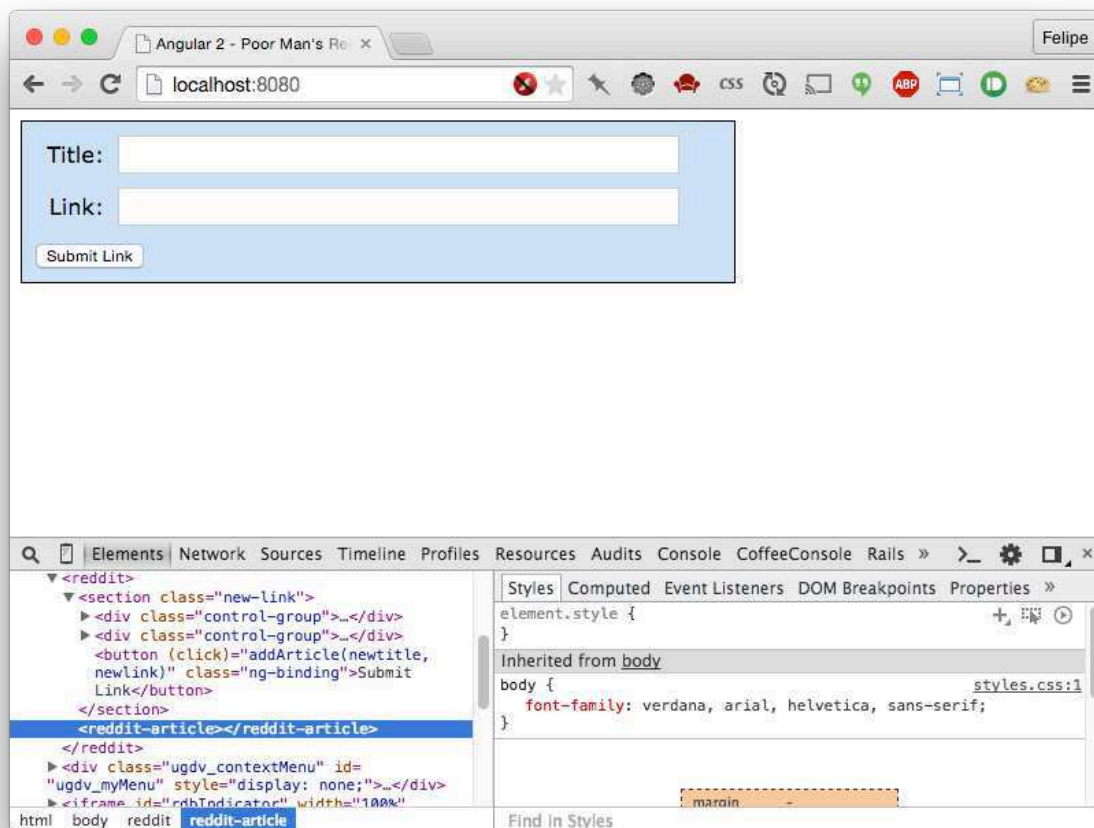 Angular 2 - Poor Man's Re
Felipe
localhost:8080
css
ABP
Title:
Link:
Submit Link
Elements Network Sources Timeline Profiles Resources Audits Console CoffeeConsole Rails »
▼<reddit>
▼<section class="new-link">
▶<div class="control-group">…</div>
▶<div class="control-group">…</div>
<button (click)="addArticle(newtitle,
newlink)" class="ng-binding">Submit
Link</button>
</section>
<reddit-article></reddit-article>
</reddit>
▶<div class="ugdv_contextMenu" id=
"ugdv_myMenu" style="display: none;">…</div>
▶<iframe id="rdbIndicator" width="100%"
html body reddit reddit-article
Styles Computed Event Listeners DOM Breakpoints Properties »
element.style {
}
Inherited from body
body { styles.css:1
font-family: verdana, arial, helvetica, sans-serif;
}
margin -
Find in Styles